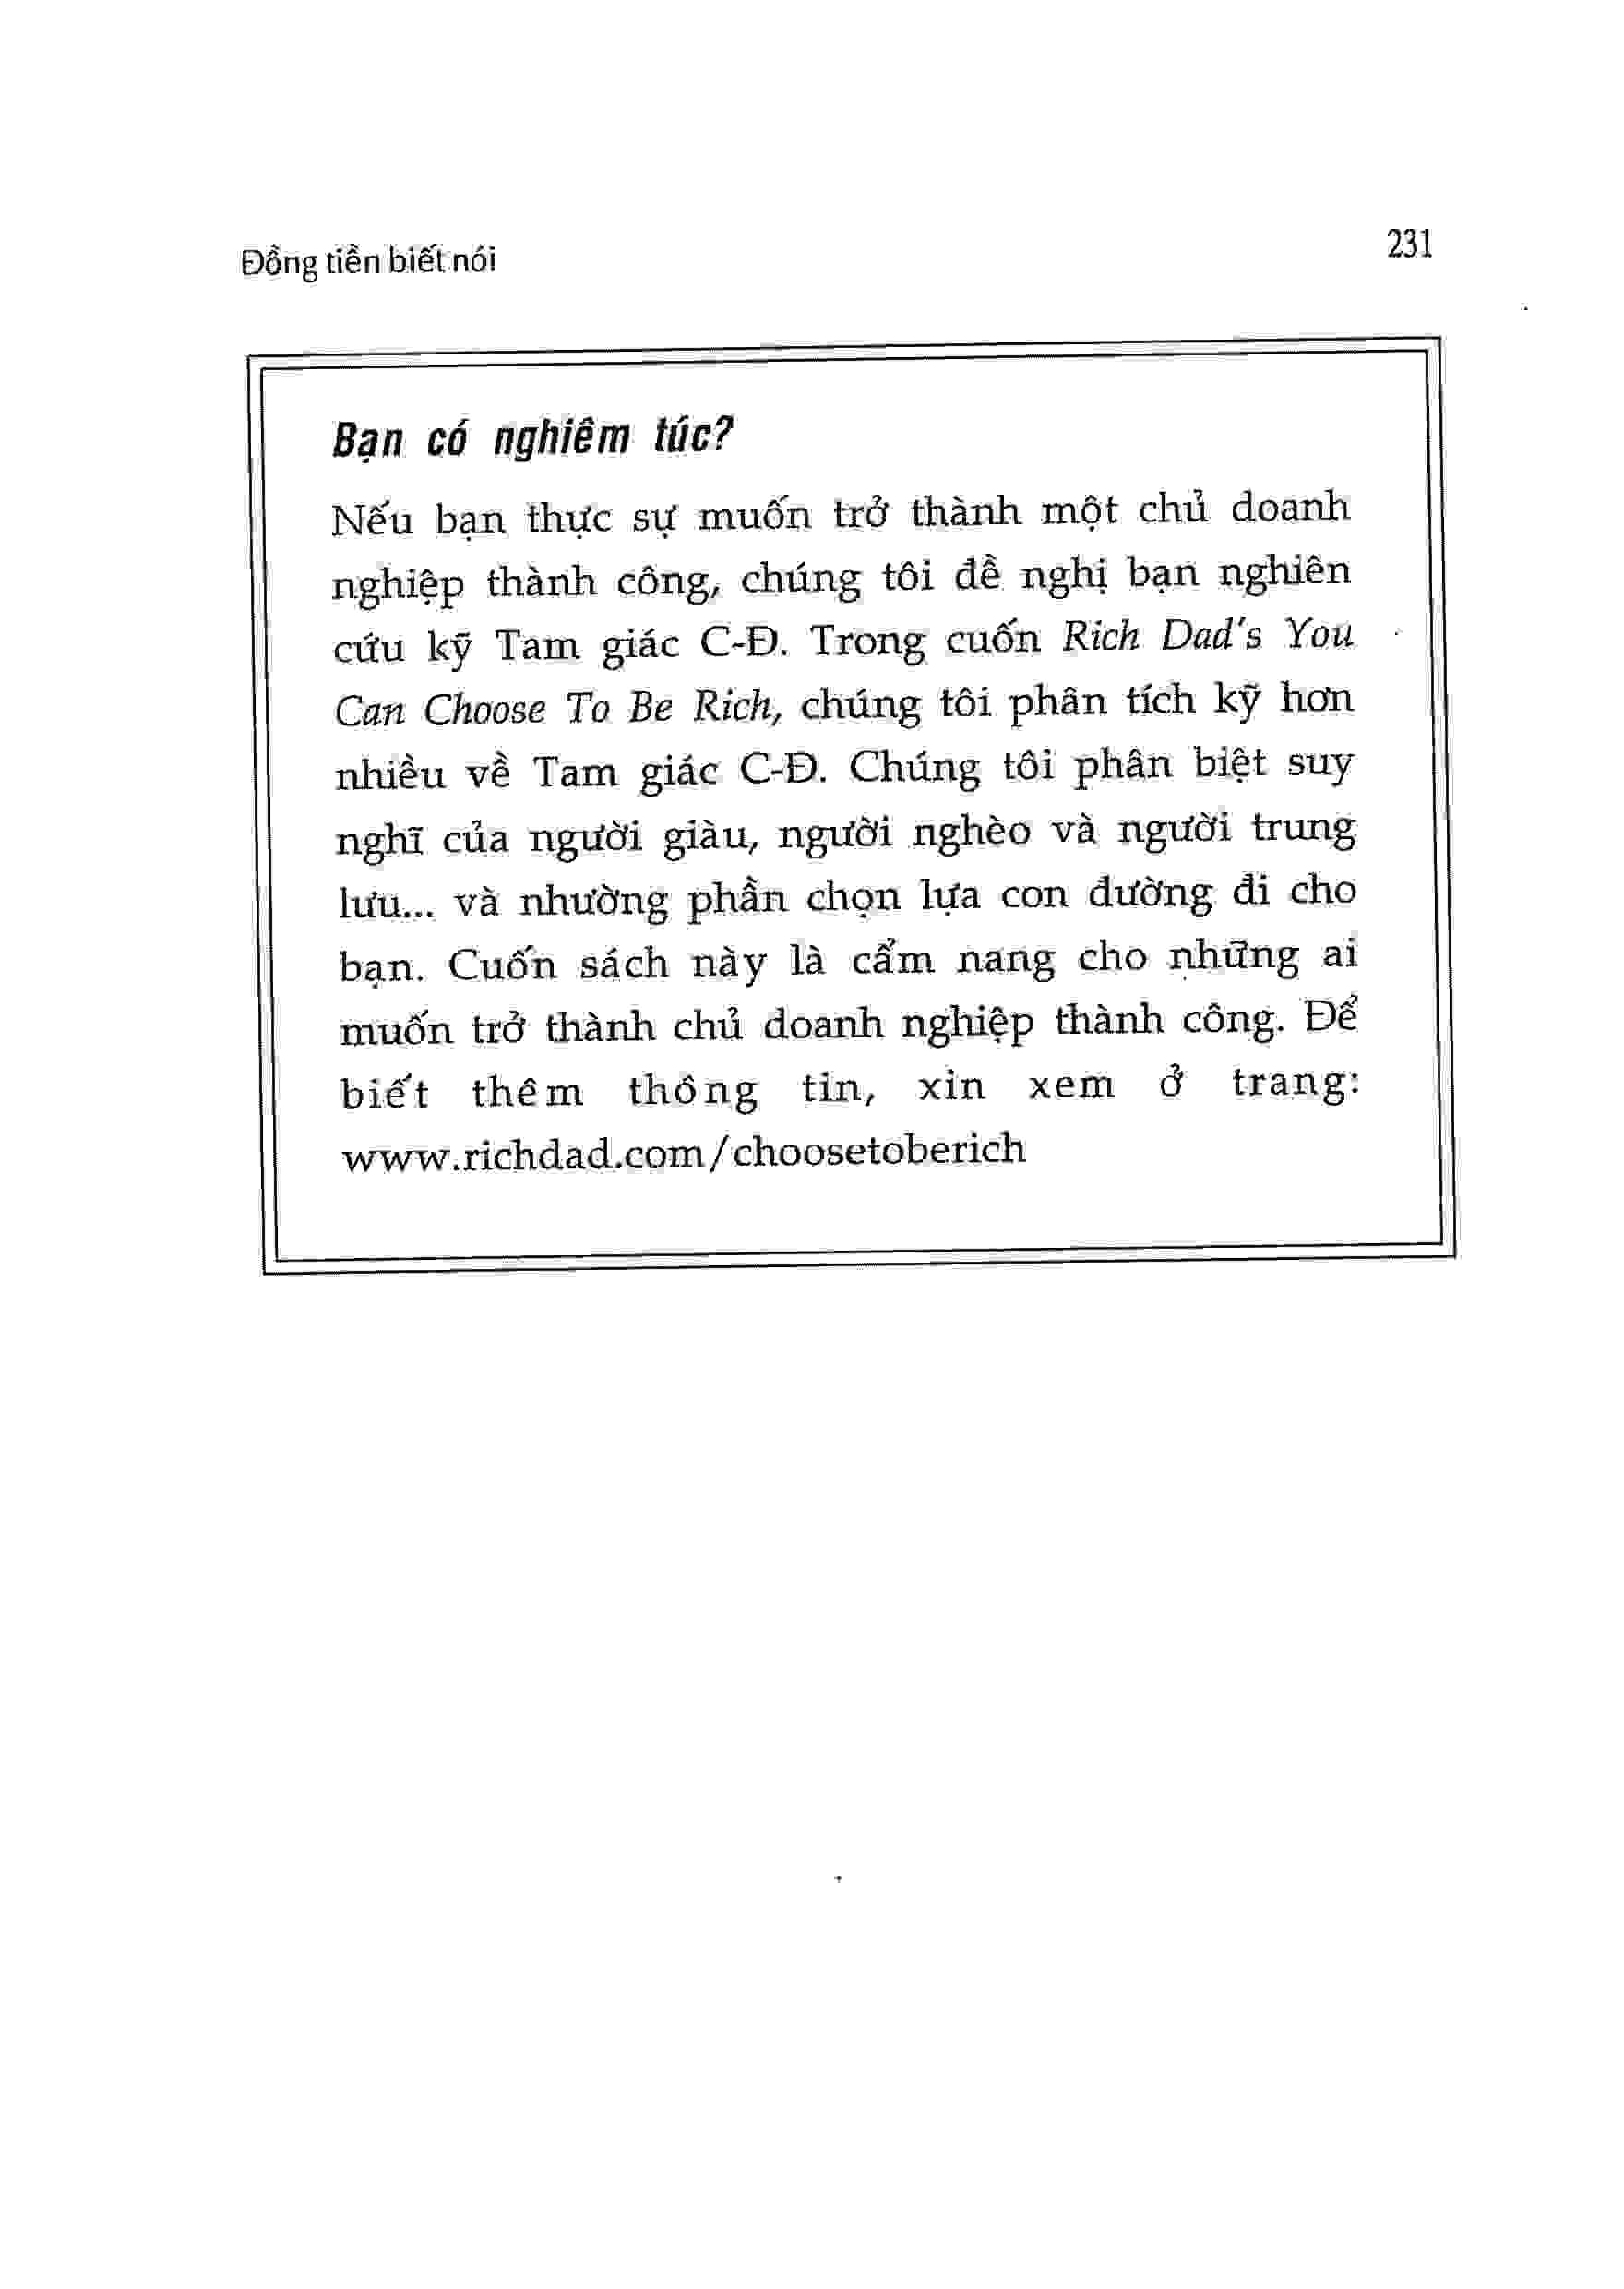 Đồng tiền biết nói
231
Bạn có nghiêm túc?
Nếu bạn thực sự muốn trở thành một chủ doanh
nghiệp thành công, chúng tôi đề nghị bạn nghiên
cứu kỹ Tam giác C-Đ. Trong cuốn Rich Dad's You
Can Choose To Be Rich, chúng tôi phân tích kỹ hơn
nhiều về Tam giác C-Đ. Chúng tôi phân biệt suy
nghĩ của người giàu, người nghèo và người trung
lưu... và nhường phần chọn lựa con đường đi cho
bạn. Cuốn sách này là cẩm nang cho những ai
muốn trở thành chủ doanh nghiệp thành công. Để
biết thêm thông tin, xin xem ở trang:
www.richdad.com/choosetoberich